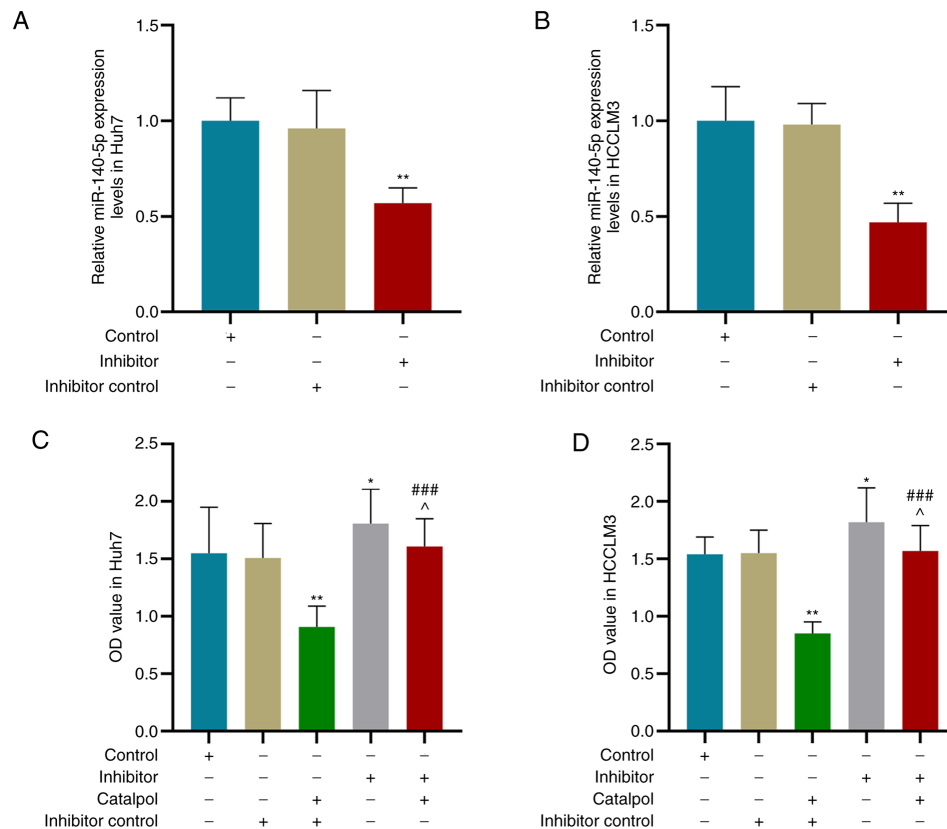 A
Relative miR-140-5p expression
levels in Huh7
1.5
1.0
0.5
0.0
**
Control + – –
Inhibitor – – +
Inhibitor control – + –
B
Relative miR-140-5p expression
levels in HCCLM3
1.5
1.0
0.5
0.0
**
Control + – –
Inhibitor – – +
Inhibitor control – + –
C
OD value in Huh7
2.5
2.0
1.5
1.0
0.5
0.0
**
*
###
^
Control + – – – –
Inhibitor – – – + +
Catalpol – – + – +
Inhibitor control – + + – –
D
OD value in HCCLM3
2.5
2.0
1.5
1.0
0.5
0.0
**
*
###
^
Control + – – – –
Inhibitor – – – + +
Catalpol – – + – +
Inhibitor control – + + – –